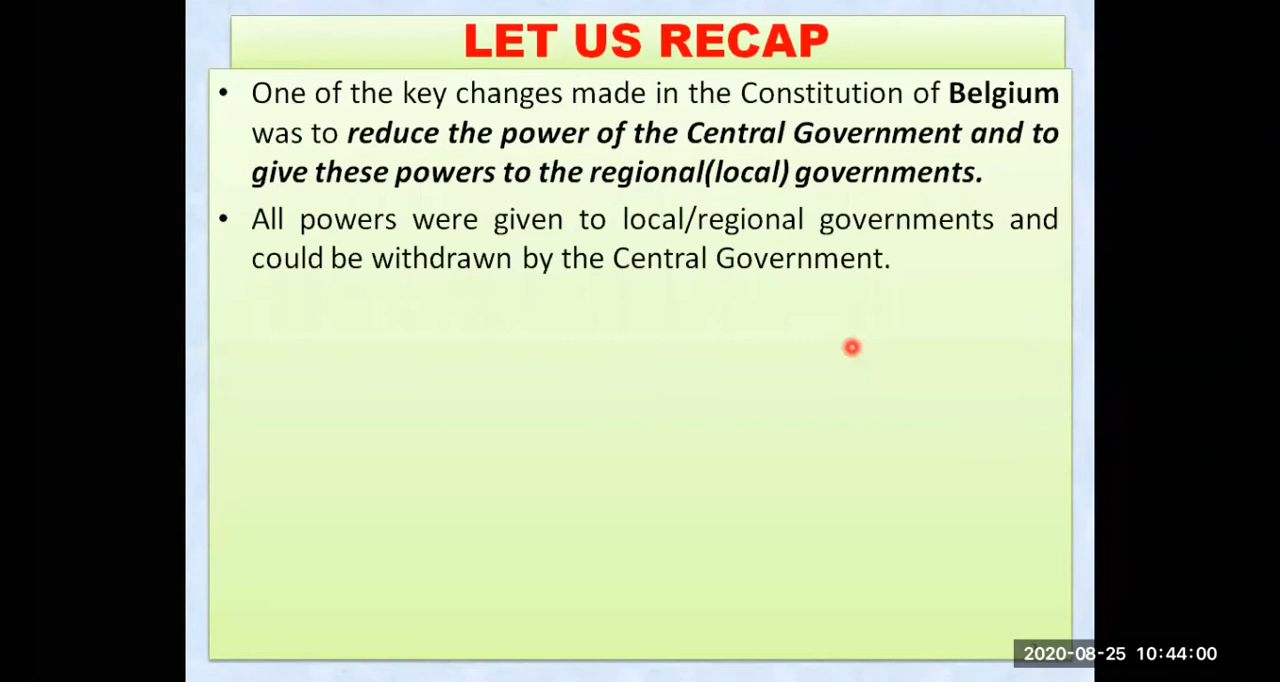 LET US RECAP
• One of the key changes made in the Constitution of Belgium
was to reduce the power of the Central Government and to
give these powers to the regional(local) governments.
• All powers were given to local/regional governments and
could be withdrawn by the Central Government.
2020-08-25 10:44:00